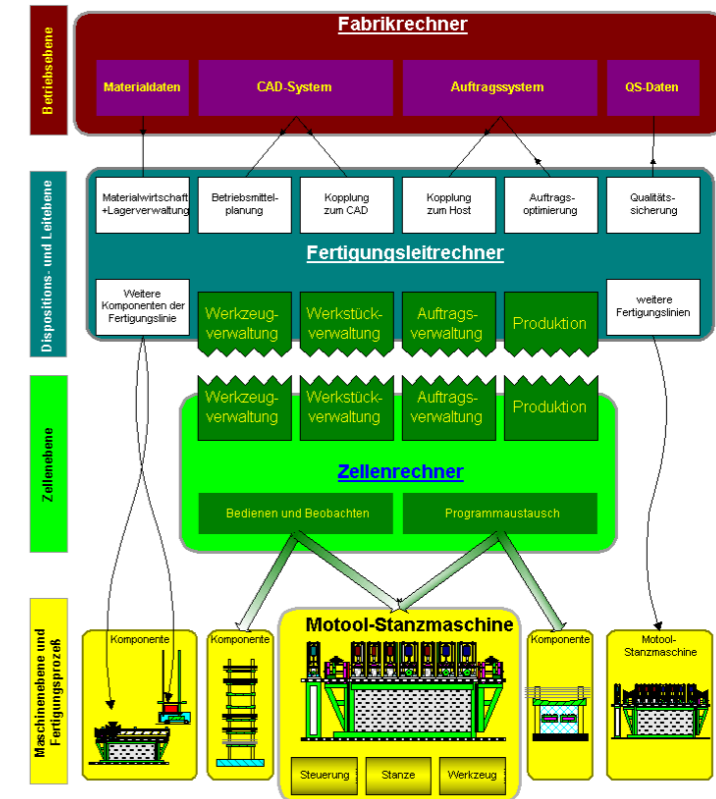 Betriebsebene
Fabrikrechner
Materialdaten
CAD-System
Auftragssystem
QS-Daten
Dispositions- und Leitebene
Materialwirtschaft
+Lagerverwaltung
Betriebsmittel-
planung
Kopplung
zum CAD
Kopplung
zum Host
Auftrags-
optimierung
Qualitäts-
sicherung
Fertigungsleitrechner
Weitere
Komponenten der
Fertigungslinie
Werkzeug-
verwaltung
Werkstück-
verwaltung
Auftrags-
verwaltung
Produktion
weitere
Fertigungslinien
Zellenebene
Werkzeug-
verwaltung
Werkstück-
verwaltung
Auftrags-
verwaltung
Produktion
Zellenrechner
Bedienen und Beobachten
Programmaustausch
Maschinenebene und
Fertigungsprozeß
Komponente
Komponente
Motool-Stanzmaschine
Komponente
Motool-
Stanzmaschine
Steuerung
Stanze
Werkzeug